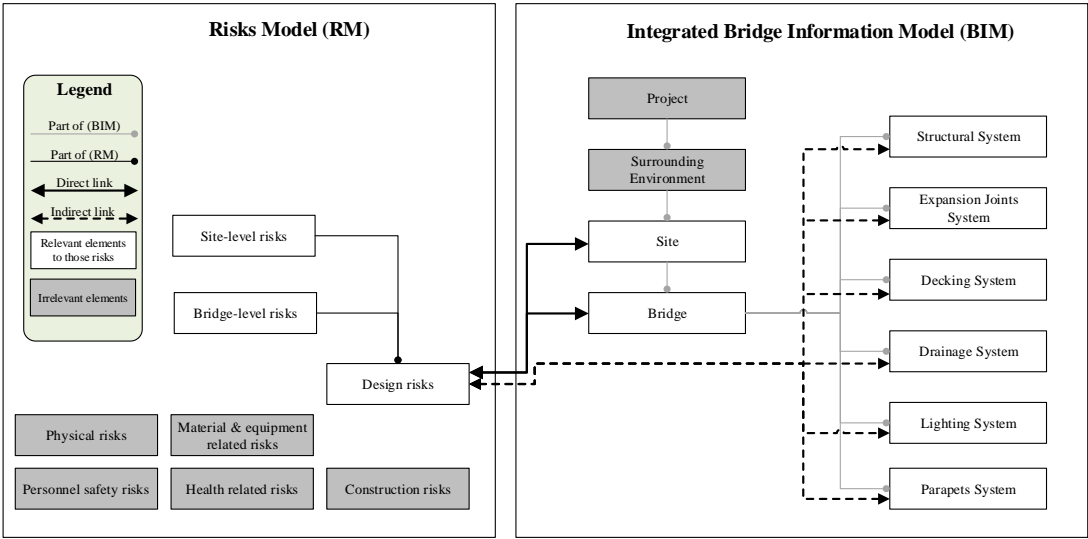 Risks Model (RM)
Legend
Part of (BIM)
Part of (RM)
Direct link
Indirect link
Relevant elements
to those risks
Irrelevant elements
Site-level risks
Bridge-level risks
Design risks
Physical risks
Material & equipment
related risks
Personnel safety risks
Health related risks
Construction risks
Integrated Bridge Information Model (BIM)
Project
Surrounding
Environment
Site
Bridge
Structural System
Expansion Joints
System
Decking System
Drainage System
Lighting System
Parapets System